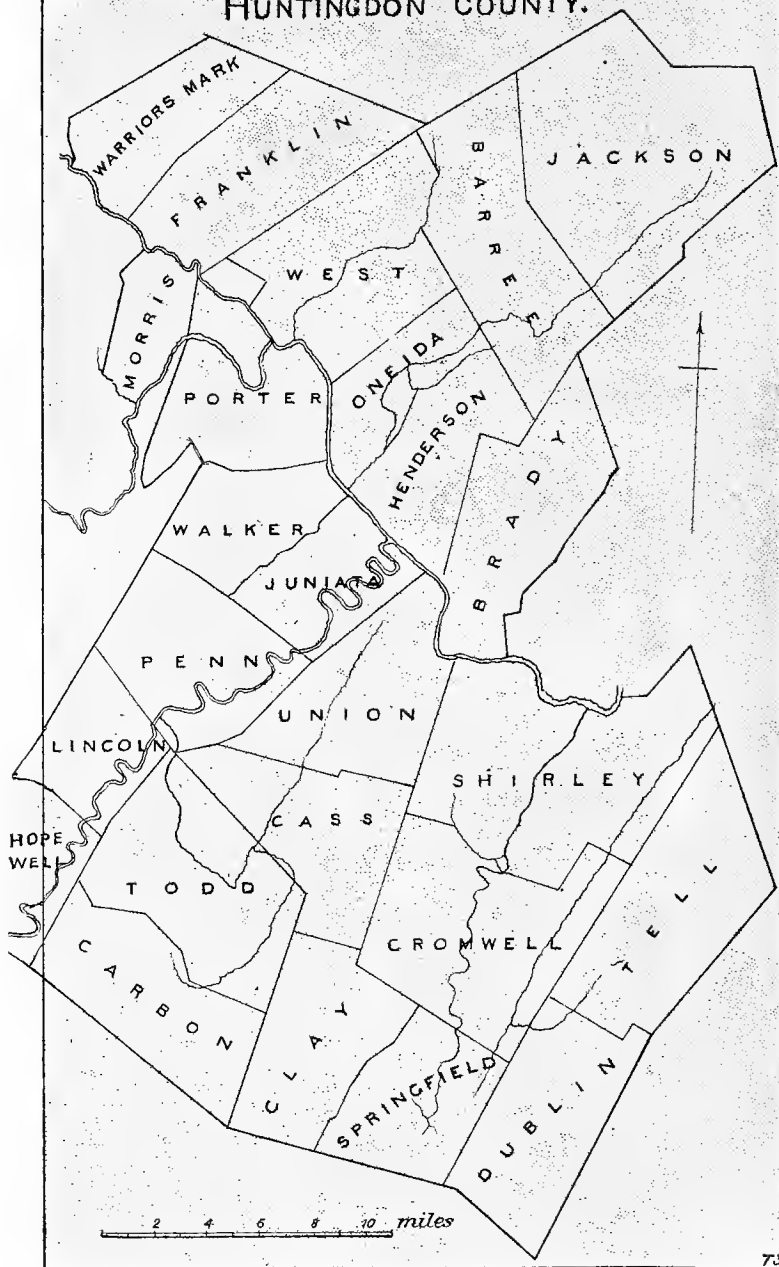 HUNTINGDON COUNTY.
WARRIORS MARK
FRANKLIN
BARREE
JACKSON
WEST
MORRIS
ONEIDA
PORTER
HENDERSON
BRADY
WALKER
JUNIATA
PENN
UNION
LINCOLN
SHIRLEY
CASS
HOPE
WELL
TODD
TELL
CROMWELL
CARBON
CLAY
SPRINGFIELD
DUBLIN
2 4 6 8 10 miles